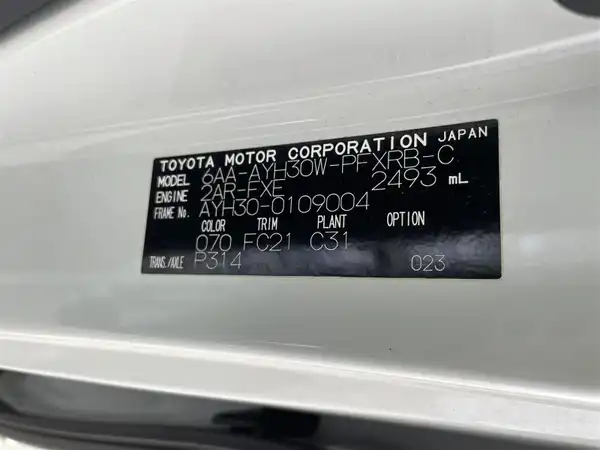 TOYOTA MOTOR CORPORATION JAPAN
MODEL 6AA-AYH30W-PFXRB-C
ENGINE 2AR-FXE 2493 mL
FRAME No. AYH30-0109004
COLOR TRIM PLANT OPTION
070 FC21 C31
TRANS./AXLE P314 023